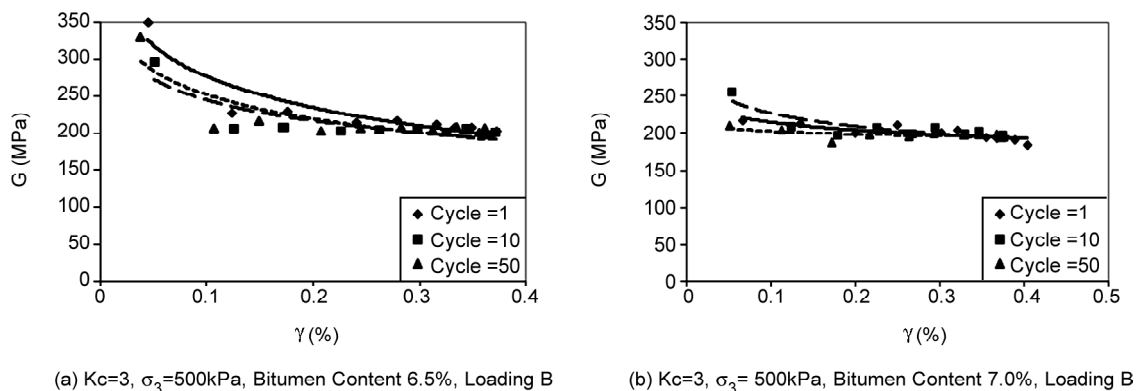 350
300
250
200
150
100
50
0
G (MPa)
0 0.1 0.2 0.3 0.4
γ (%)
Cycle =1
Cycle =10
Cycle =50
(a) Kc=3, σ3=500kPa, Bitumen Content 6.5%, Loading B
350
300
250
200
150
100
50
0
G (MPa)
0 0.1 0.2 0.3 0.4 0.5
γ (%)
Cycle =1
Cycle =10
Cycle =50
(b) Kc=3, σ3= 500kPa, Bitumen Content 7.0%, Loading B